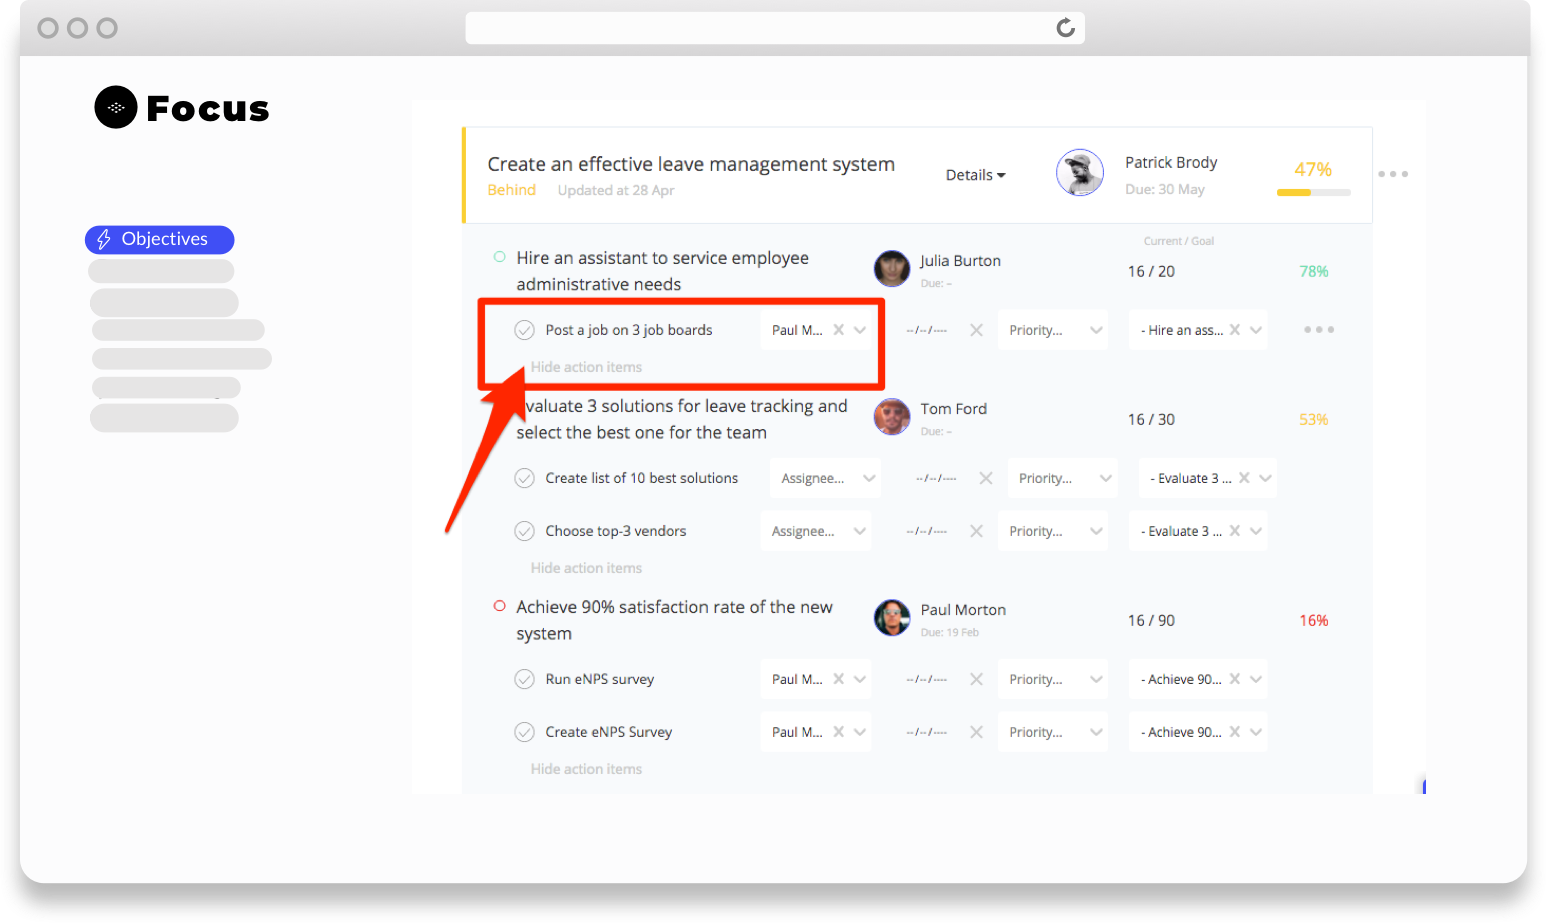 Focus
Objectives
Create an effective leave management system
Behind Updated at 28 Apr
Details
Patrick Brody
Due: 30 May
47%
Current / Goal
Hire an assistant to service employee
administrative needs
Julia Burton
Due: –
16 / 20
78%
Post a job on 3 job boards
Paul M...
--/--/----
Priority...
- Hire an ass...
Hide action items
valuate 3 solutions for leave tracking and
select the best one for the team
Tom Ford
Due: –
16 / 30
53%
Create list of 10 best solutions
Assignee...
--/--/----
Priority...
- Evaluate 3 ...
Choose top-3 vendors
Assignee...
--/--/----
Priority...
- Evaluate 3 ...
Hide action items
Achieve 90% satisfaction rate of the new
system
Paul Morton
Due: 19 Feb
16 / 90
16%
Run eNPS survey
Paul M...
--/--/----
Priority...
- Achieve 90...
Create eNPS Survey
Paul M...
--/--/----
Priority...
- Achieve 90...
Hide action items